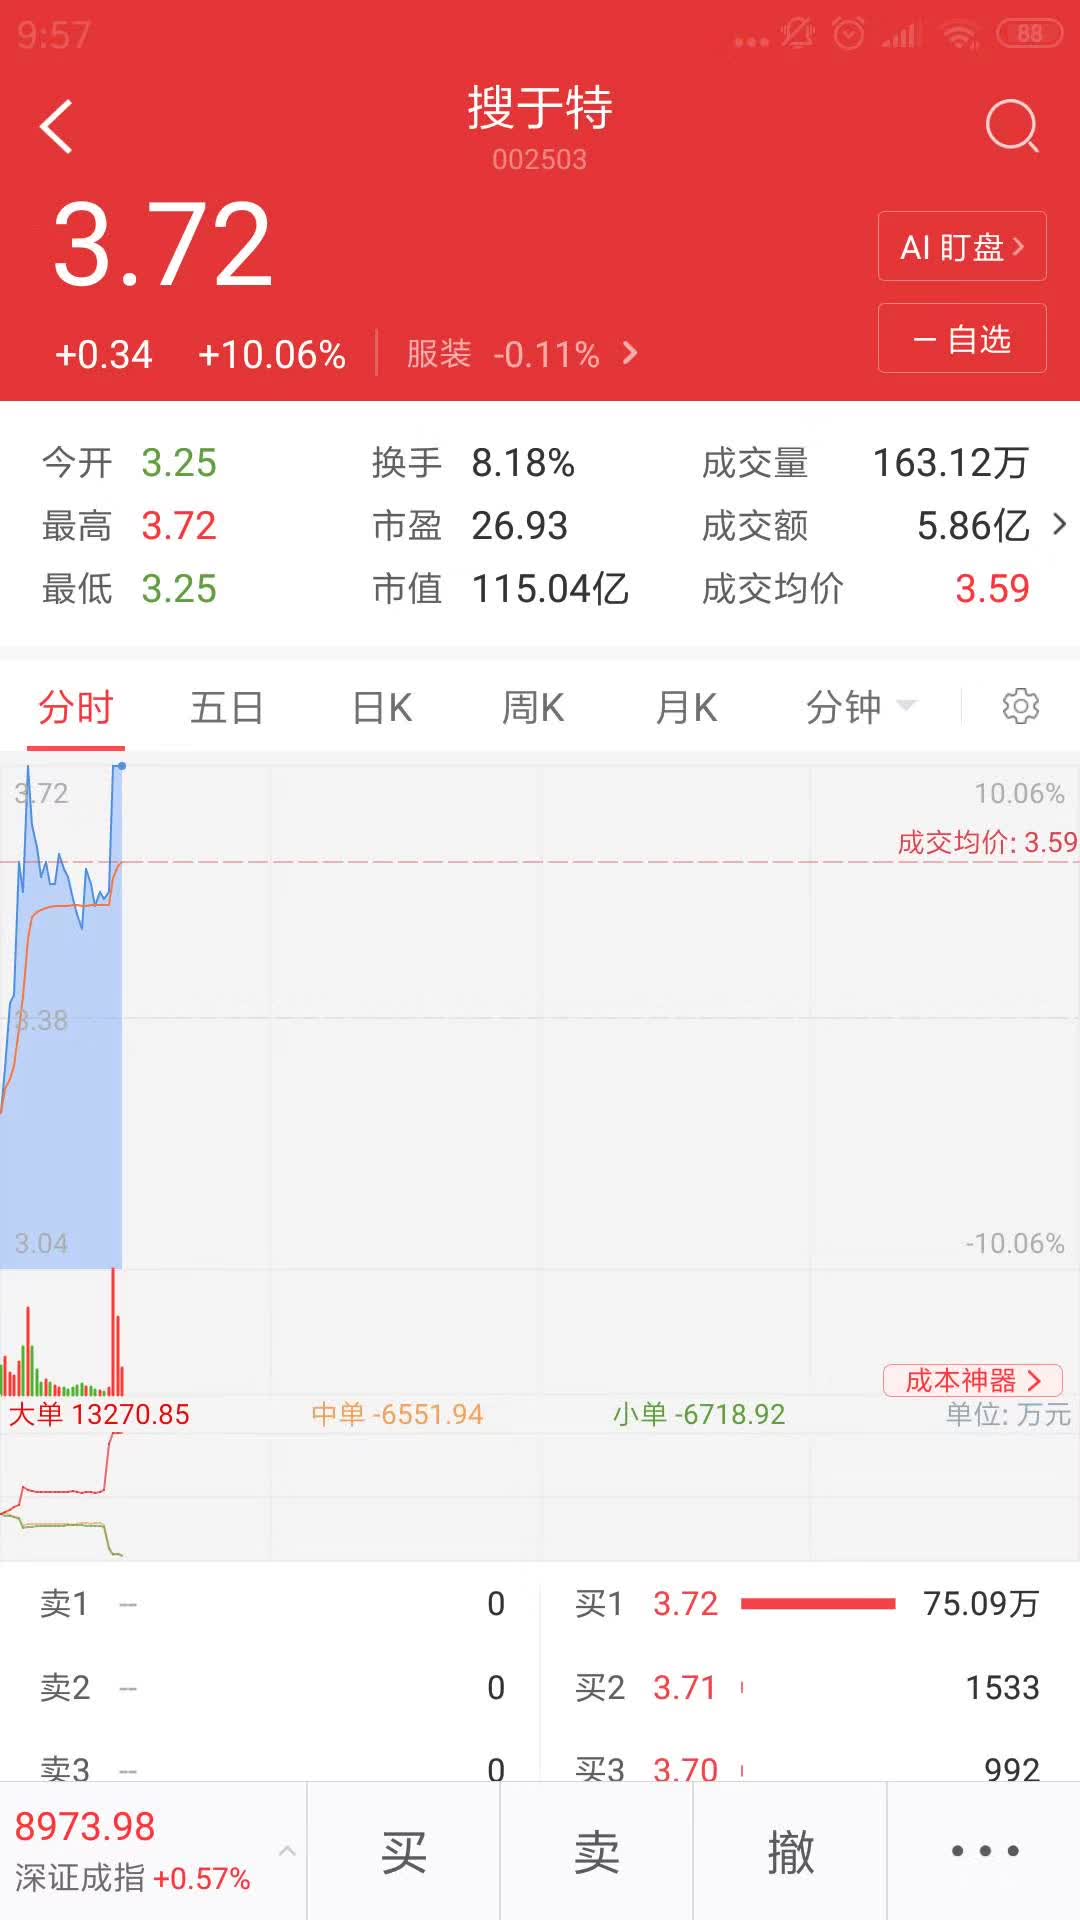 9:57
88
搜于特
002503
3.72
AI 盯盘
+0.34 +10.06% 服装 -0.11%
一 自选
今开 3.25 换手 8.18% 成交量 163.12万
最高 3.72 市盈 26.93 成交额 5.86亿
最低 3.25 市值 115.04亿 成交均价 3.59
分时 五日 日K 周K 月K 分钟
3.72 10.06%
成交均价: 3.59
3.38
3.04 -10.06%
成本神器
大单 13270.85 中单 -6551.94 小单 -6718.92 单位: 万元
卖1 -- 0 买1 3.72 75.09万
卖2 -- 0 买2 3.71 1533
卖3 -- 0 买3 3.70 992
8973.98
深证成指 +0.57%
买 卖 撤